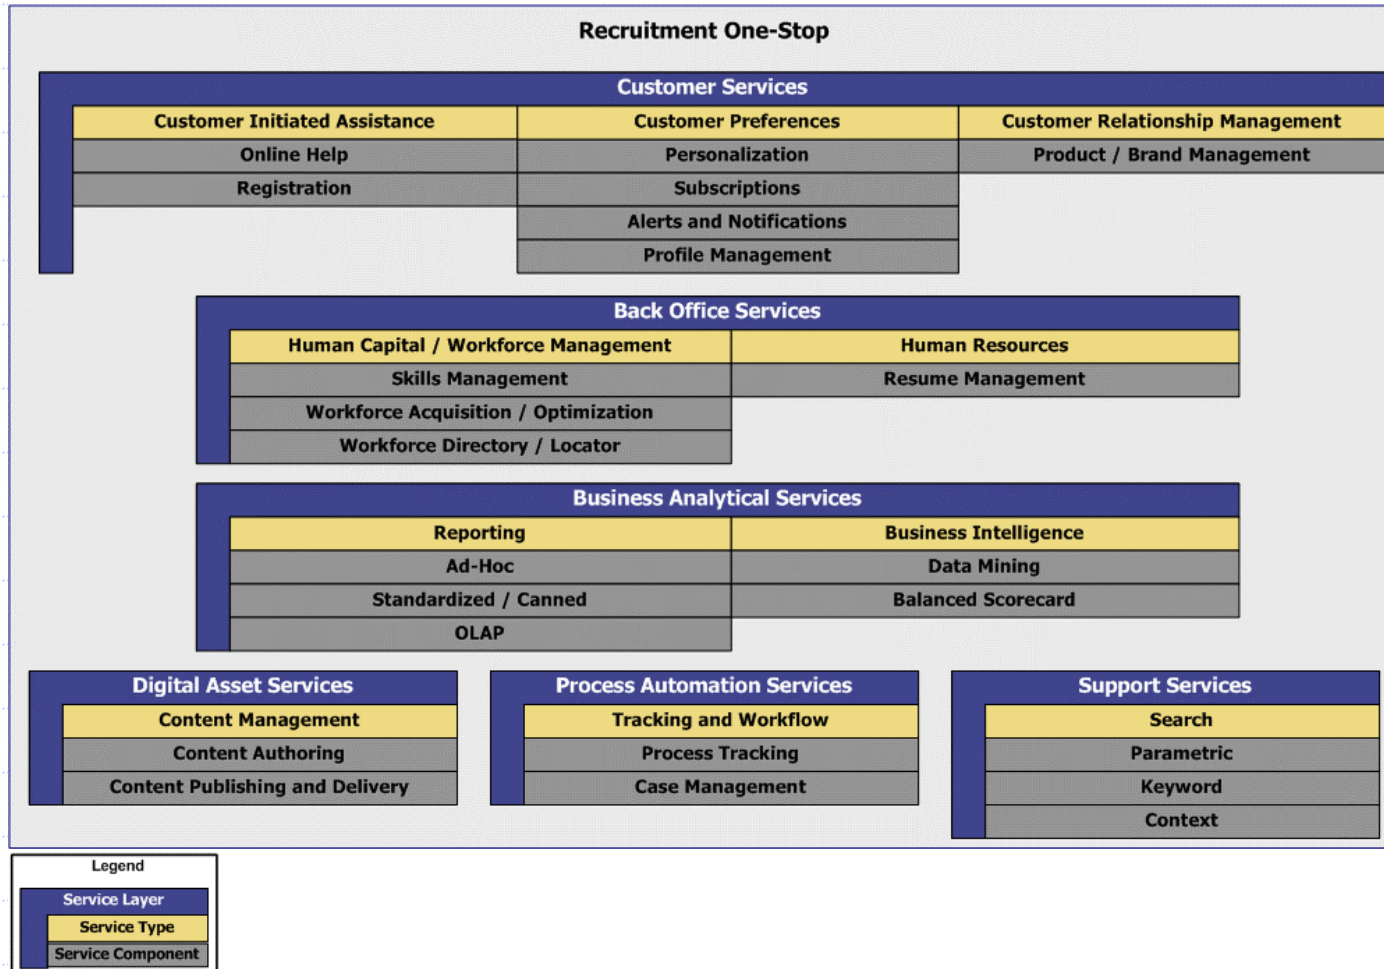 Recruitment One-Stop
Customer Services
Customer Initiated Assistance
Customer Preferences
Customer Relationship Management
Online Help
Personalization
Product / Brand Management
Registration
Subscriptions
Alerts and Notifications
Profile Management
Back Office Services
Human Capital / Workforce Management
Human Resources
Skills Management
Resume Management
Workforce Acquisition / Optimization
Workforce Directory / Locator
Business Analytical Services
Reporting
Business Intelligence
Ad-Hoc
Data Mining
Standardized / Canned
Balanced Scorecard
OLAP
Digital Asset Services
Content Management
Content Authoring
Content Publishing and Delivery
Process Automation Services
Tracking and Workflow
Process Tracking
Case Management
Support Services
Search
Parametric
Keyword
Context
Legend
Service Layer
Service Type
Service Component